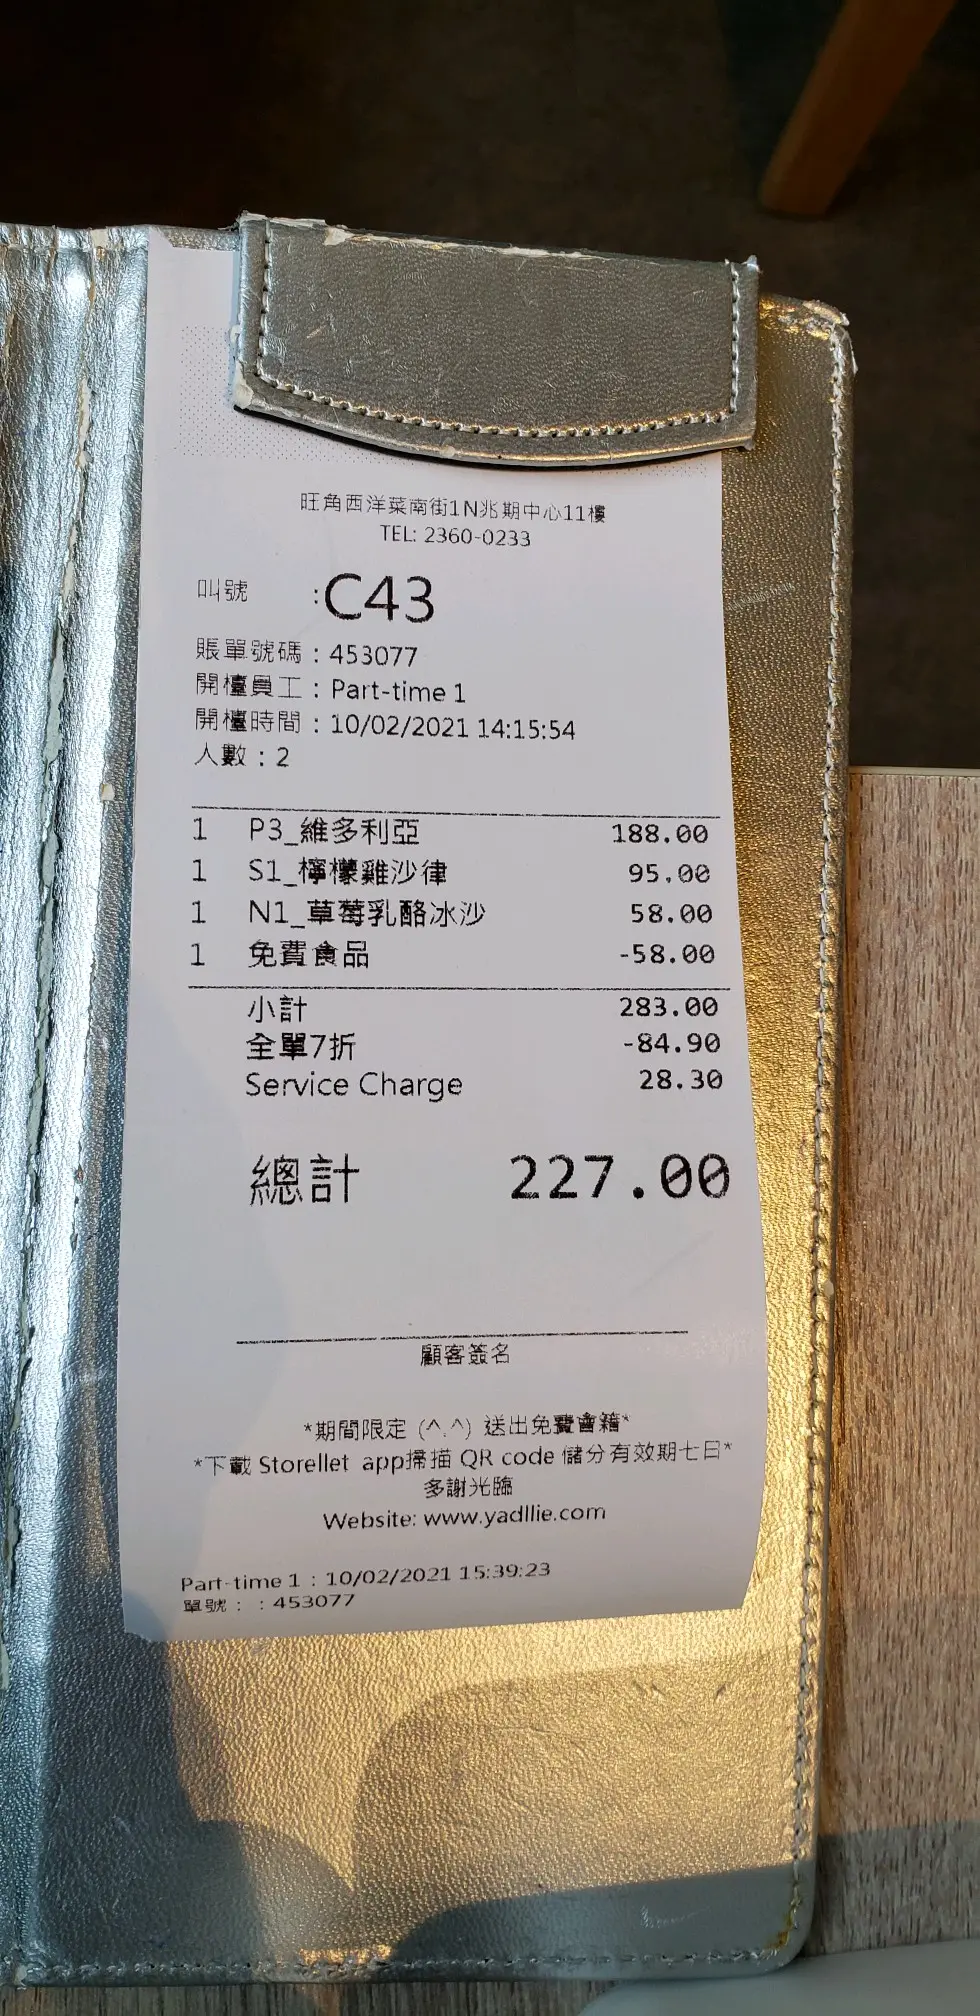 旺角西洋菜南街1N兆期中心11樓
TEL: 2360-0233
叫號 :C43
賬單號碼 : 453077
開檯員工 : Part-time 1
開檯時間 : 10/02/2021 14:15:54
人數 : 2
1 P3_維多利亞 188.00
1 S1_檸檬雞沙律 95.00
1 N1_草莓乳酪冰沙 58.00
1 免費食品 -58.00
小計 283.00
全單7折 -84.90
Service Charge 28.30
總計 227.00
顧客簽名
*期間限定 (^.^) 送出免費會籍*
*下載 Storellet app掃描 QR code 儲分有效期七日*
多謝光臨
Website: www.yadllie.com
Part-time 1 : 10/02/2021 15:39:23
單號 : : 453077